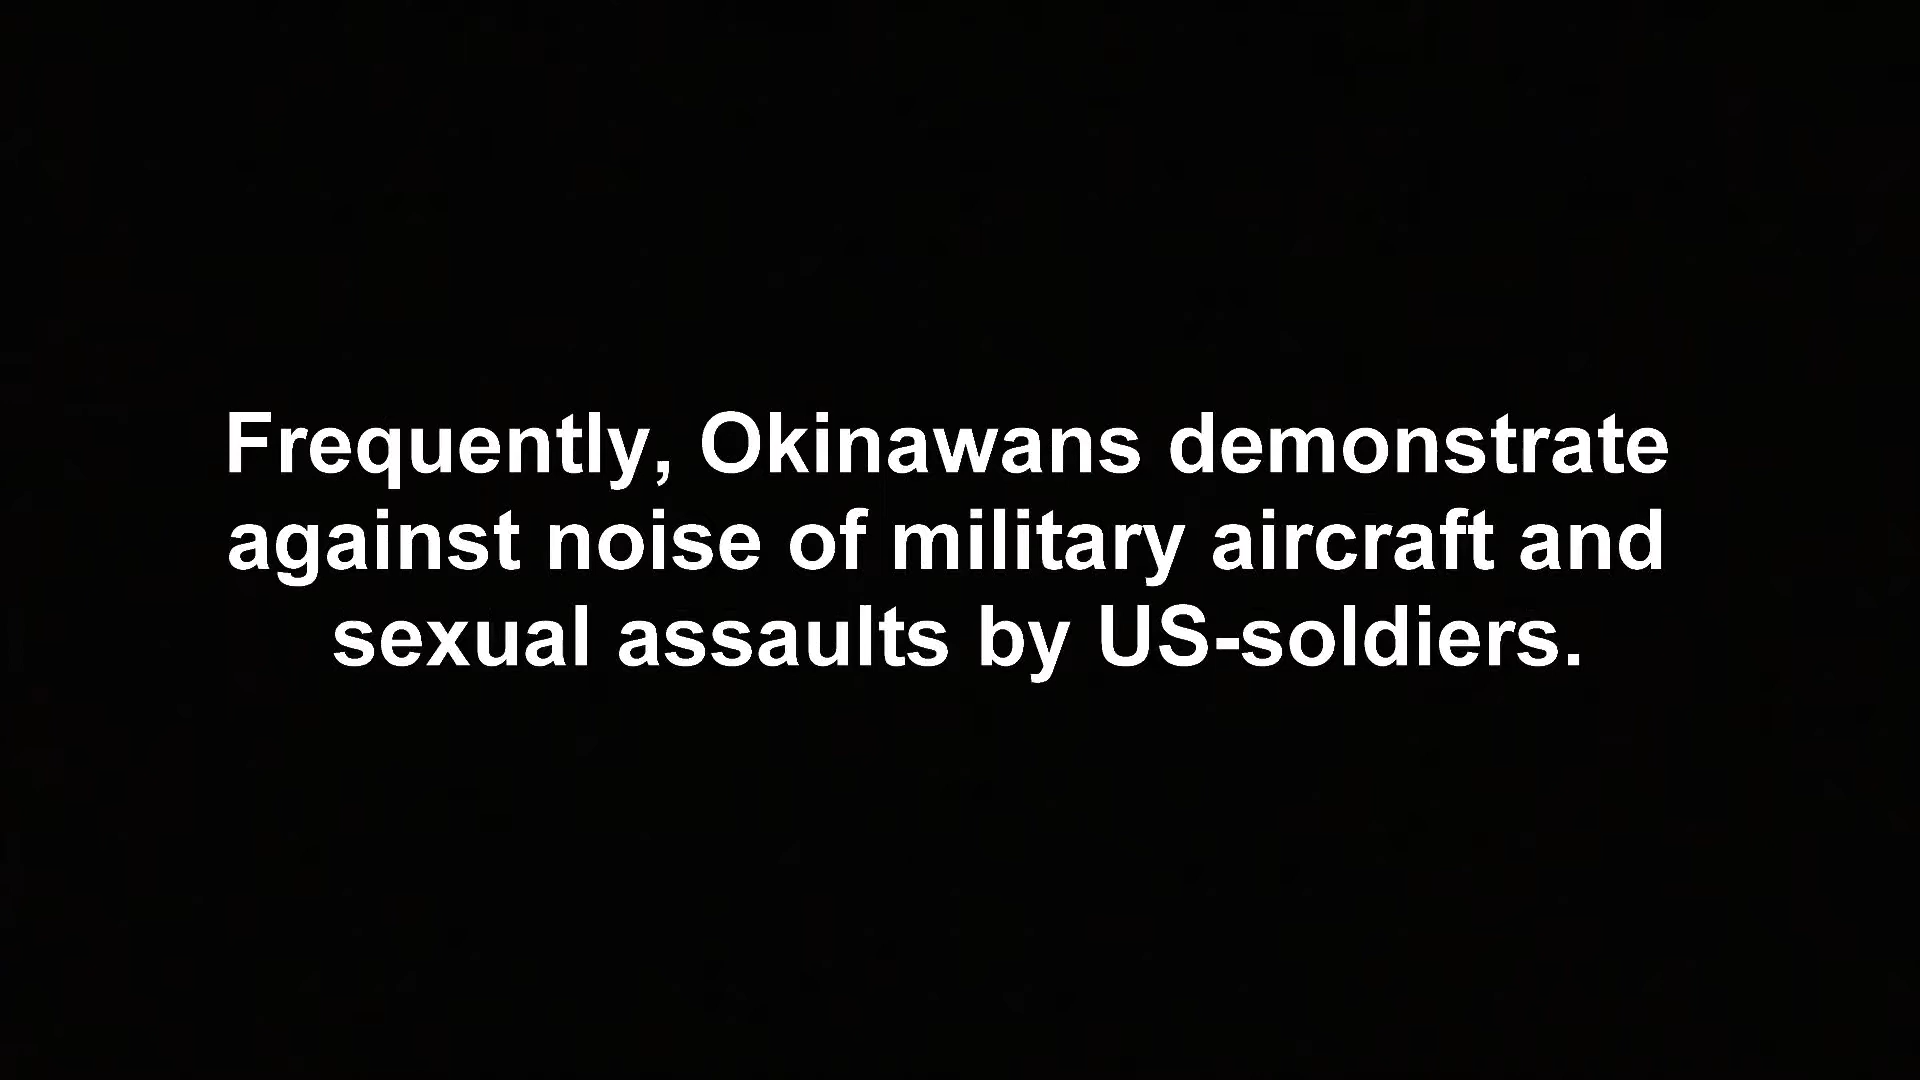 Frequently, Okinawans demonstrate
against noise of military aircraft and
sexual assaults by US-soldiers.